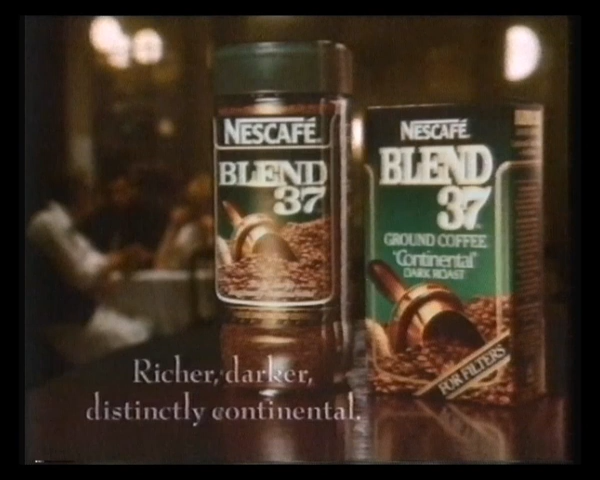 NESCAFÉ
BLEND
37
NESCAFÉ
BLEND
37
GROUND COFFEE
"Continental"
DARK ROAST
FOR FILTERS
Richer, darker,
distinctly continental.